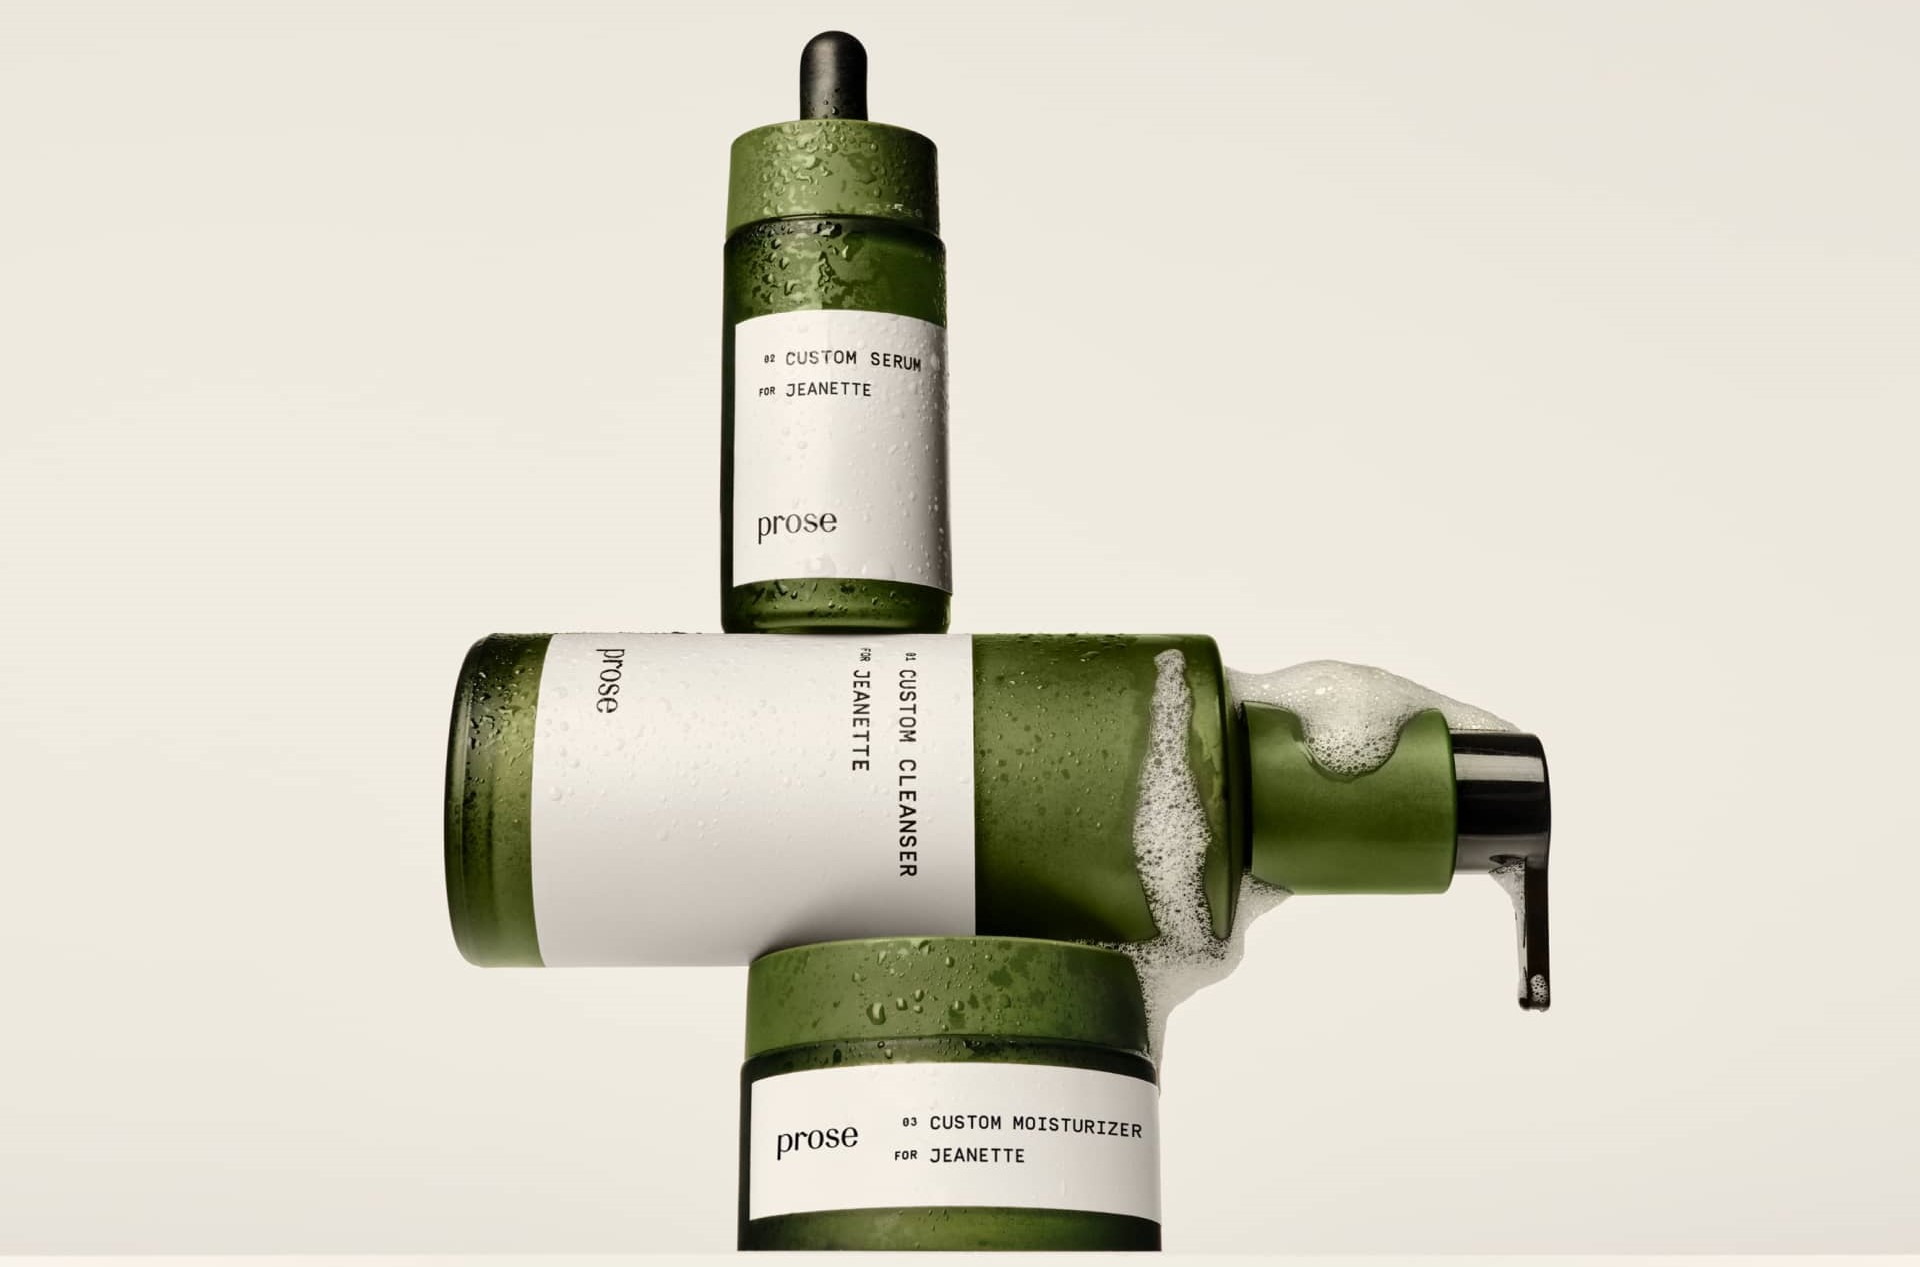 02 CUSTOM SERUM
FOR JEANETTE
prose
01 CUSTOM CLEANSER
FOR JEANETTE
prose
prose
03 CUSTOM MOISTURIZER
FOR JEANETTE